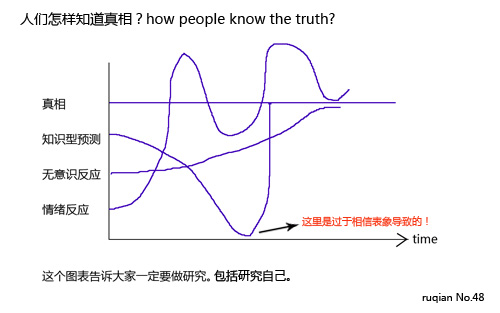 人们怎样知道真相？how people know the truth?
真相
知识型预测
无意识反应
情绪反应
这里是过于相信表象导致的！
time
这个图表告诉大家一定要做研究。包括研究自己。
ruqian No.48